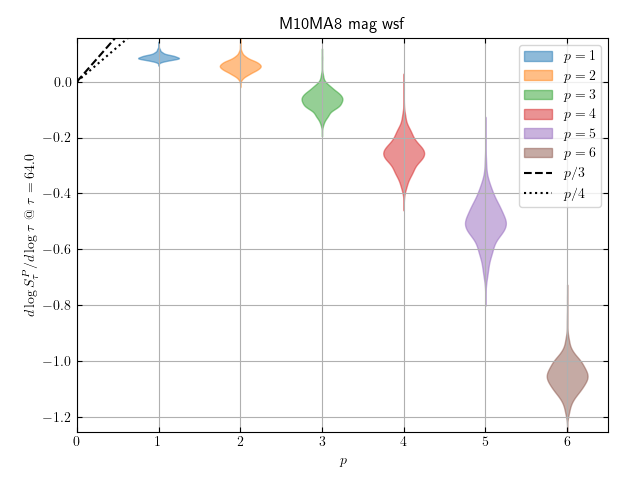 M10MA8 mag wsf
d log S_τ^P / d log τ @ τ = 64.0
0.0
−0.2
−0.4
−0.6
−0.8
−1.0
−1.2
0 1 2 3 4 5 6
p
p = 1
p = 2
p = 3
p = 4
p = 5
p = 6
p/3
p/4